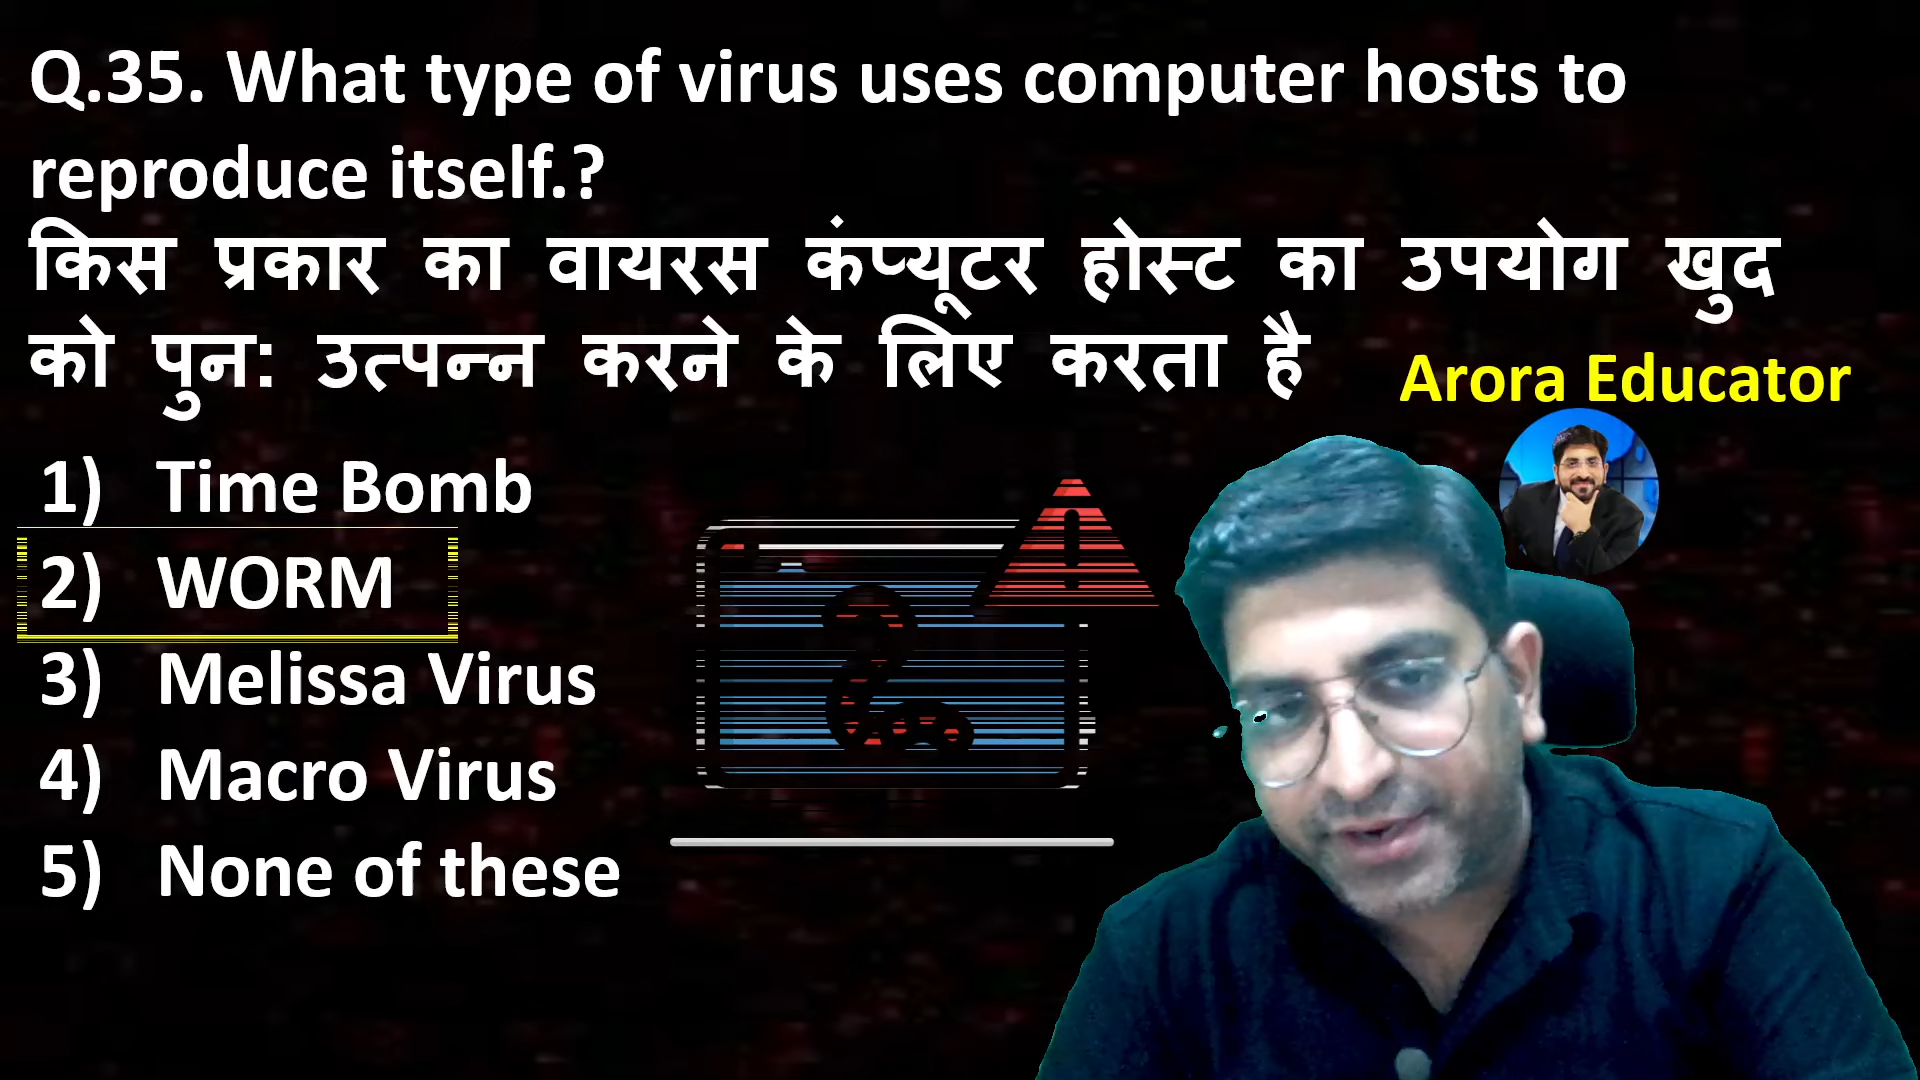 Q.35. What type of virus uses computer hosts to
reproduce itself.?
किस प्रकार का वायरस कंप्यूटर होस्ट का उपयोग खुद
को पुन: उत्पन्न करने के लिए करता है
Arora Educator
1) Time Bomb
2) WORM
3) Melissa Virus
4) Macro Virus
5) None of these